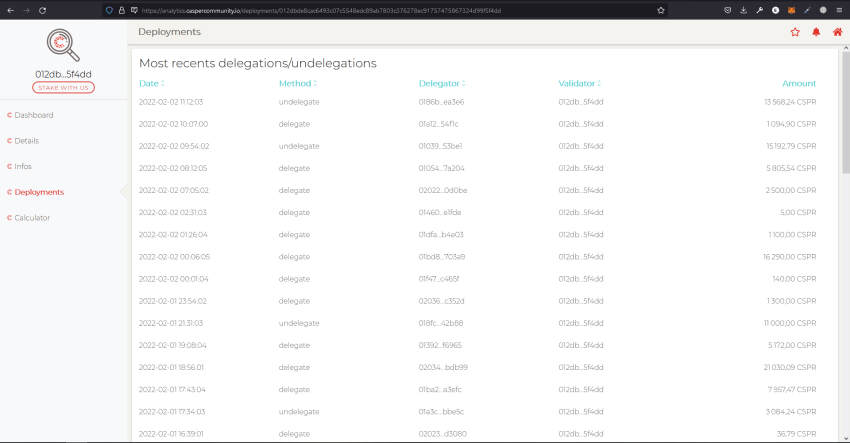 https://analytics.caspercommunity.io/deployments/012dbde8cac6493c07c5548edc89ab7803c576278ec91757475867324d99f5f4dd
012db...5f4dd
STAKE WITH US
Dashboard
Details
Infos
Deployments
Calculator
Deployments
Most recents delegations/undelegations
Date Method Delegator Validator Amount
2022-02-02 11:12:03 undelegate 0186b...ea3e6 012db...5f4dd 13 568,24 CSPR
2022-02-02 10:07:00 delegate 01a12...54f1c 012db...5f4dd 1 094,90 CSPR
2022-02-02 09:54:02 undelegate 01039...53be1 012db...5f4dd 15 192,79 CSPR
2022-02-02 08:12:05 delegate 01054...7a204 012db...5f4dd 5 805,54 CSPR
2022-02-02 07:05:02 delegate 02022...0d0be 012db...5f4dd 2 500,00 CSPR
2022-02-02 02:31:03 delegate 01460...e1fde 012db...5f4dd 5,00 CSPR
2022-02-02 01:26:04 delegate 01dfa...b4e03 012db...5f4dd 1 100,00 CSPR
2022-02-02 00:06:05 delegate 01bd8...703a9 012db...5f4dd 16 290,00 CSPR
2022-02-02 00:01:04 delegate 01f47...c465f 012db...5f4dd 140,00 CSPR
2022-02-01 23:54:02 delegate 02036...c352d 012db...5f4dd 1 300,00 CSPR
2022-02-01 21:31:03 undelegate 018fc...42b88 012db...5f4dd 11 000,00 CSPR
2022-02-01 19:08:04 delegate 01392...f6965 012db...5f4dd 5 172,00 CSPR
2022-02-01 18:56:01 delegate 02034...bdb99 012db...5f4dd 21 030,09 CSPR
2022-02-01 17:43:04 delegate 01ba2...a3efc 012db...5f4dd 7 957,47 CSPR
2022-02-01 17:34:03 undelegate 01a3c...bbe5c 012db...5f4dd 3 084,24 CSPR
2022-02-01 16:39:01 delegate 02023...d3080 012db...5f4dd 36,79 CSPR